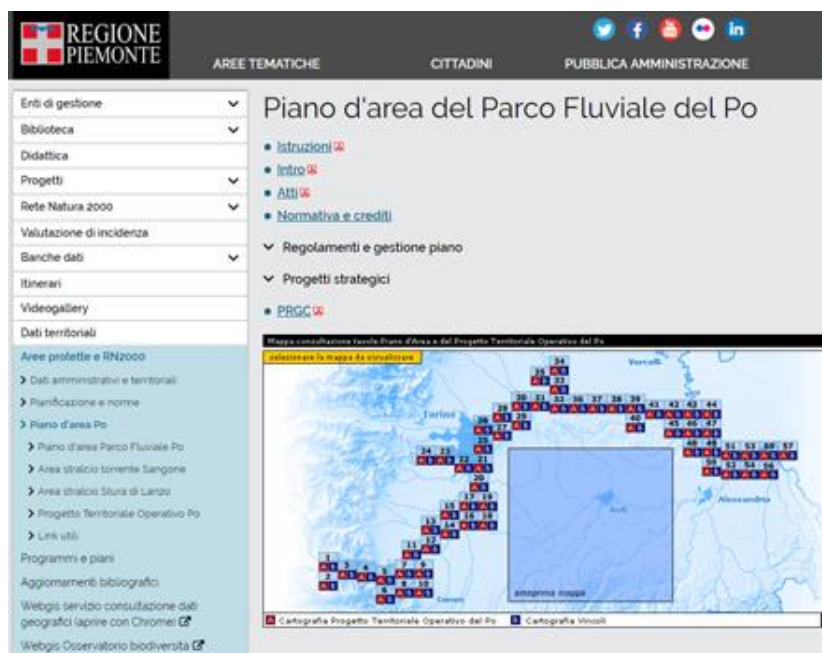 REGIONE
PIEMONTE
AREE TEMATICHE
CITTADINI
PUBBLICA AMMINISTRAZIONE
Enti di gestione
Biblioteca
Didattica
Progetti
Rete Natura 2000
Valutazione di incidenza
Banche dati
Itinerari
Videogallery
Dati territoriali
Aree protette e RN2000
Dati amministrativi e territoriali
Pianificazione e norme
Piano d'area Po
Piano d'area Parco Fluviale Po
Area stralcio torrente Sangone
Area stralcio Stura di Lanzo
Progetto Territoriale Operativo Po
Link utili
Programmi e piani
Aggiornamenti bibliografici
Webgis servizio consultazione dati
geografici (aprire con Chrome)
Webgis Osservatorio biodiversità
Piano d'area del Parco Fluviale del Po
Istruzioni
Intro
Atti
Normativa e crediti
Regolamenti e gestione piano
Progetti strategici
PRGC
Mappa consultazione tavole Piano d'Area e del Progetto Territoriale Operativo del Po
selezionare la mappa da visualizzare
Vercelli
Torino
Asti
Alessandria
Cuneo
anteprima mappa
A Cartografia Progetto Territoriale Operativo del Po
B Cartografia Vincoli